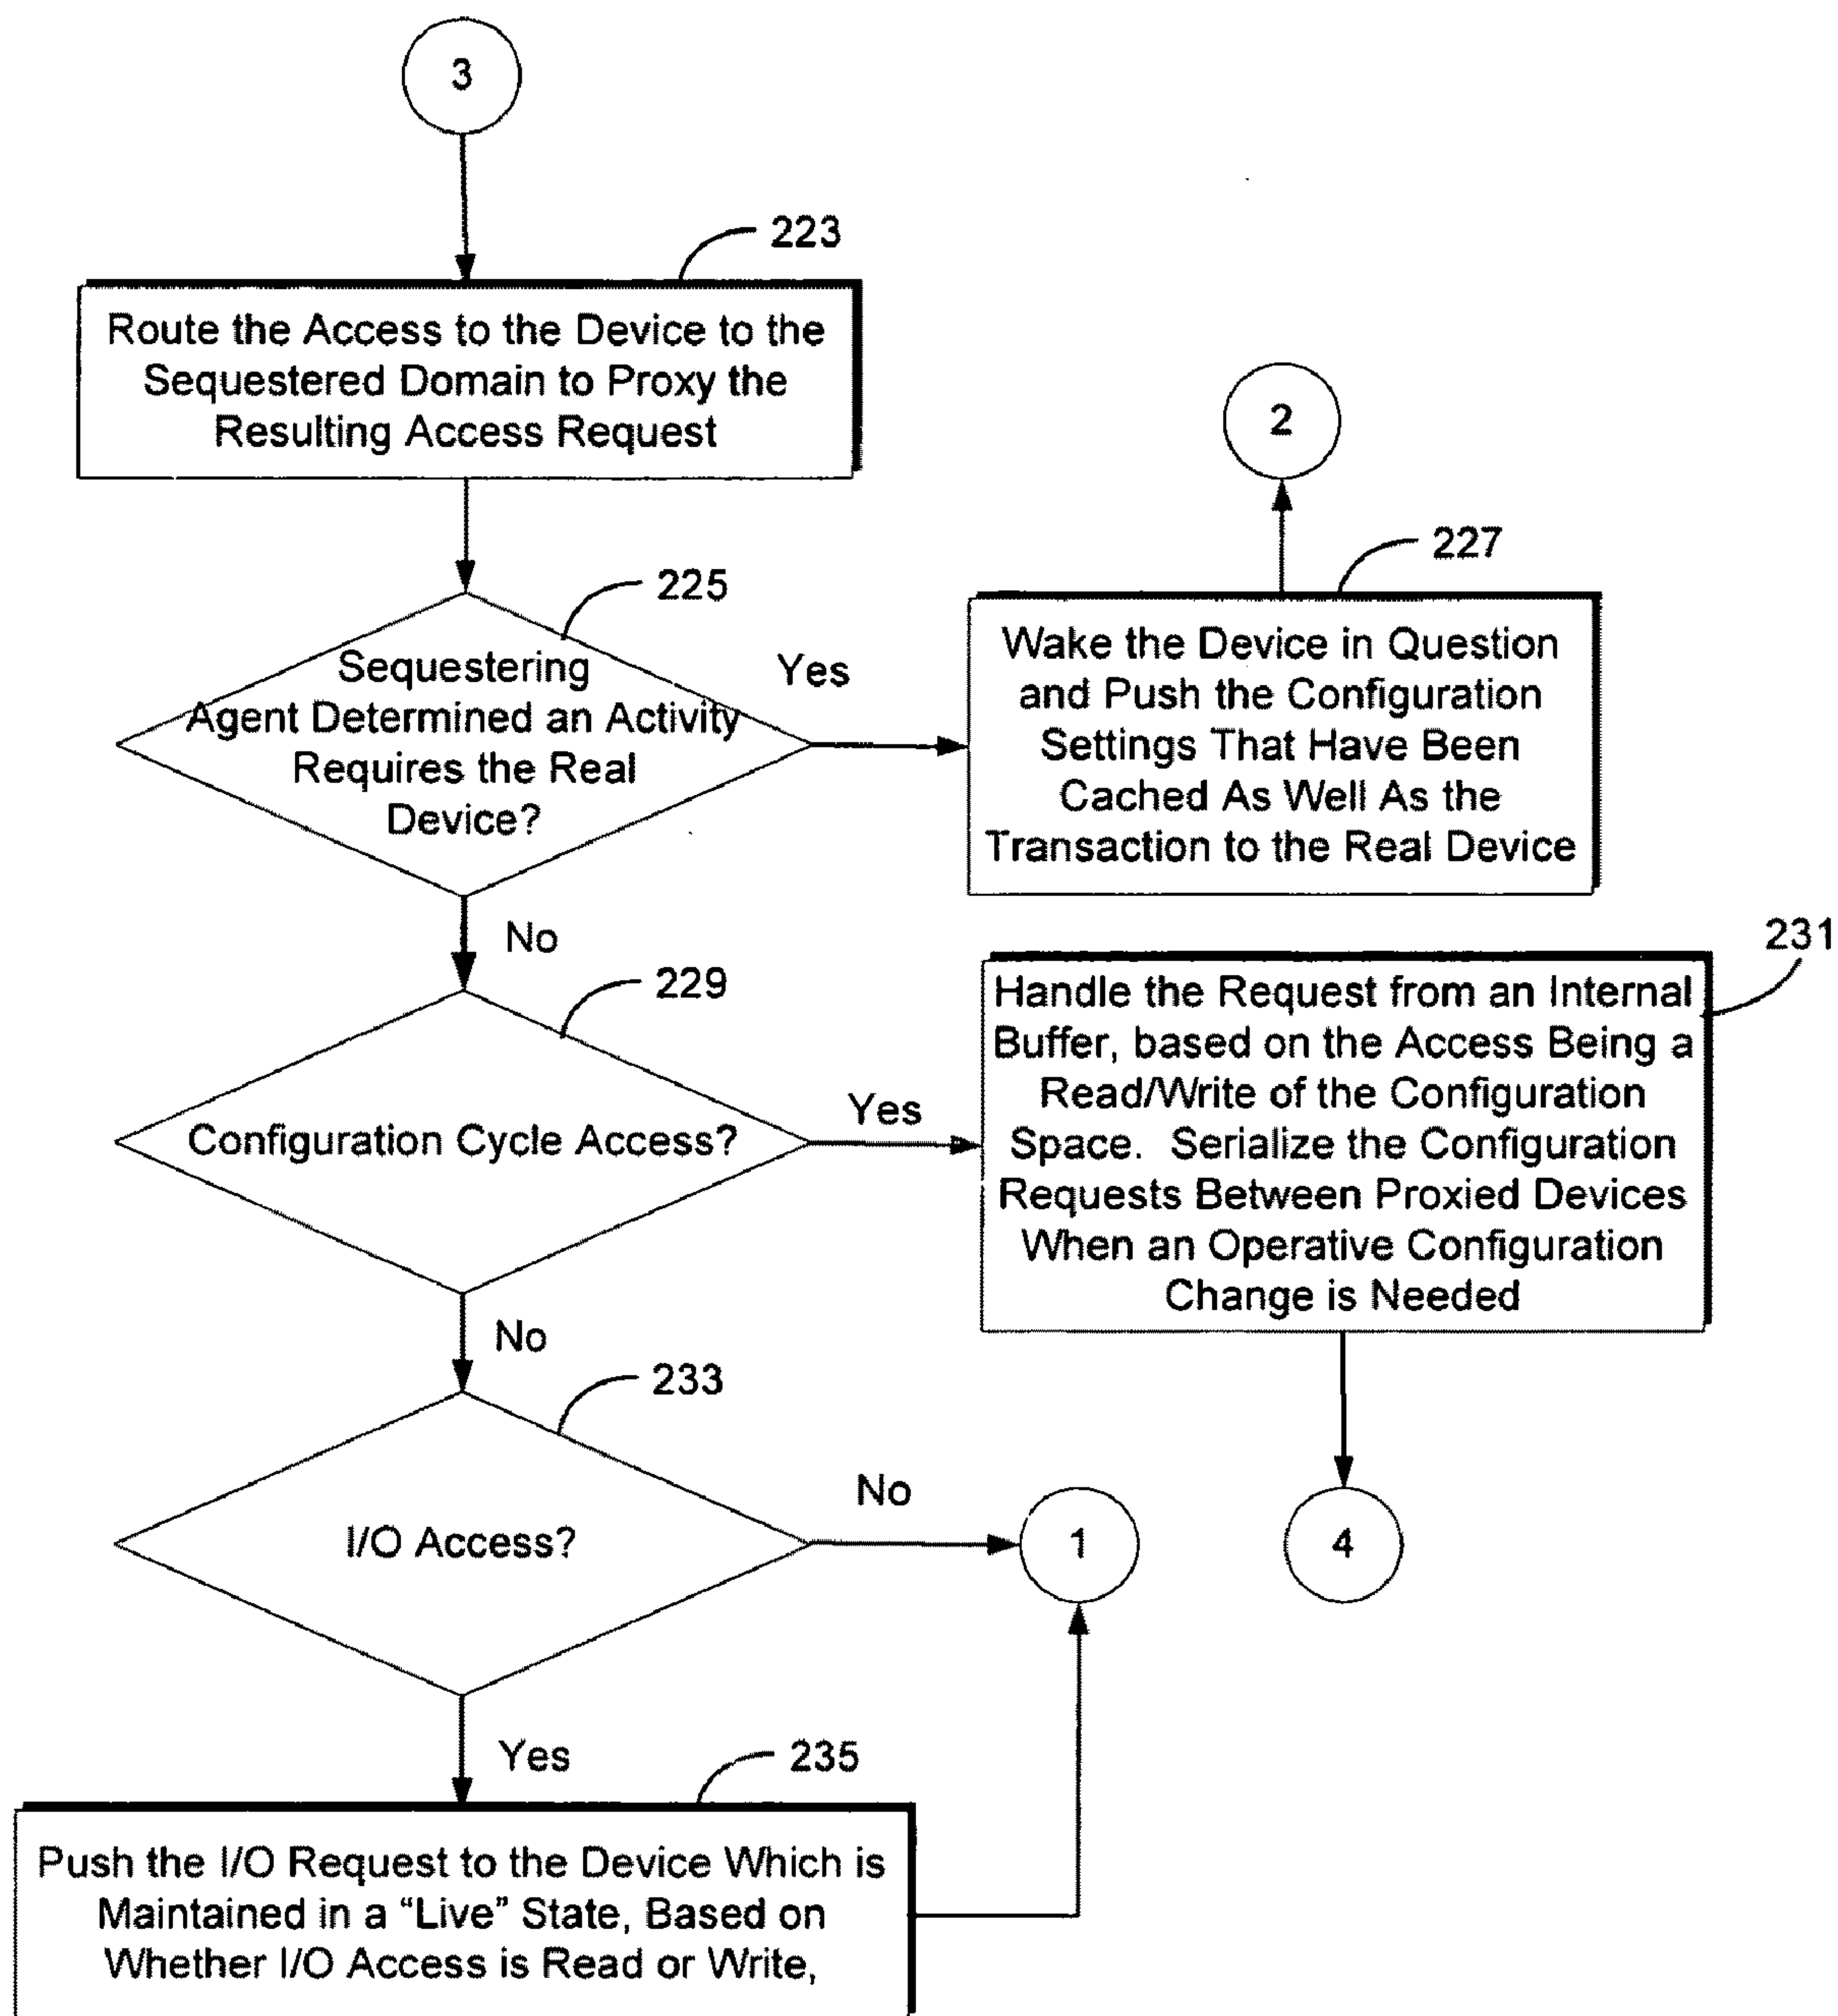 3
223
Route the Access to the Device to the
Sequestered Domain to Proxy the
Resulting Access Request
2
225
227
Sequestering
Agent Determined an Activity
Requires the Real
Device?
Yes
Wake the Device in Question
and Push the Configuration
Settings That Have Been
Cached As Well As the
Transaction to the Real Device
No
229
231
Configuration Cycle Access?
Yes
Handle the Request from an Internal
Buffer, based on the Access Being a
Read/Write of the Configuration
Space. Serialize the Configuration
Requests Between Proxied Devices
When an Operative Configuration
Change is Needed
No
233
I/O Access?
No
1
4
Yes
235
Push the I/O Request to the Device Which is
Maintained in a “Live” State, Based on
Whether I/O Access is Read or Write,